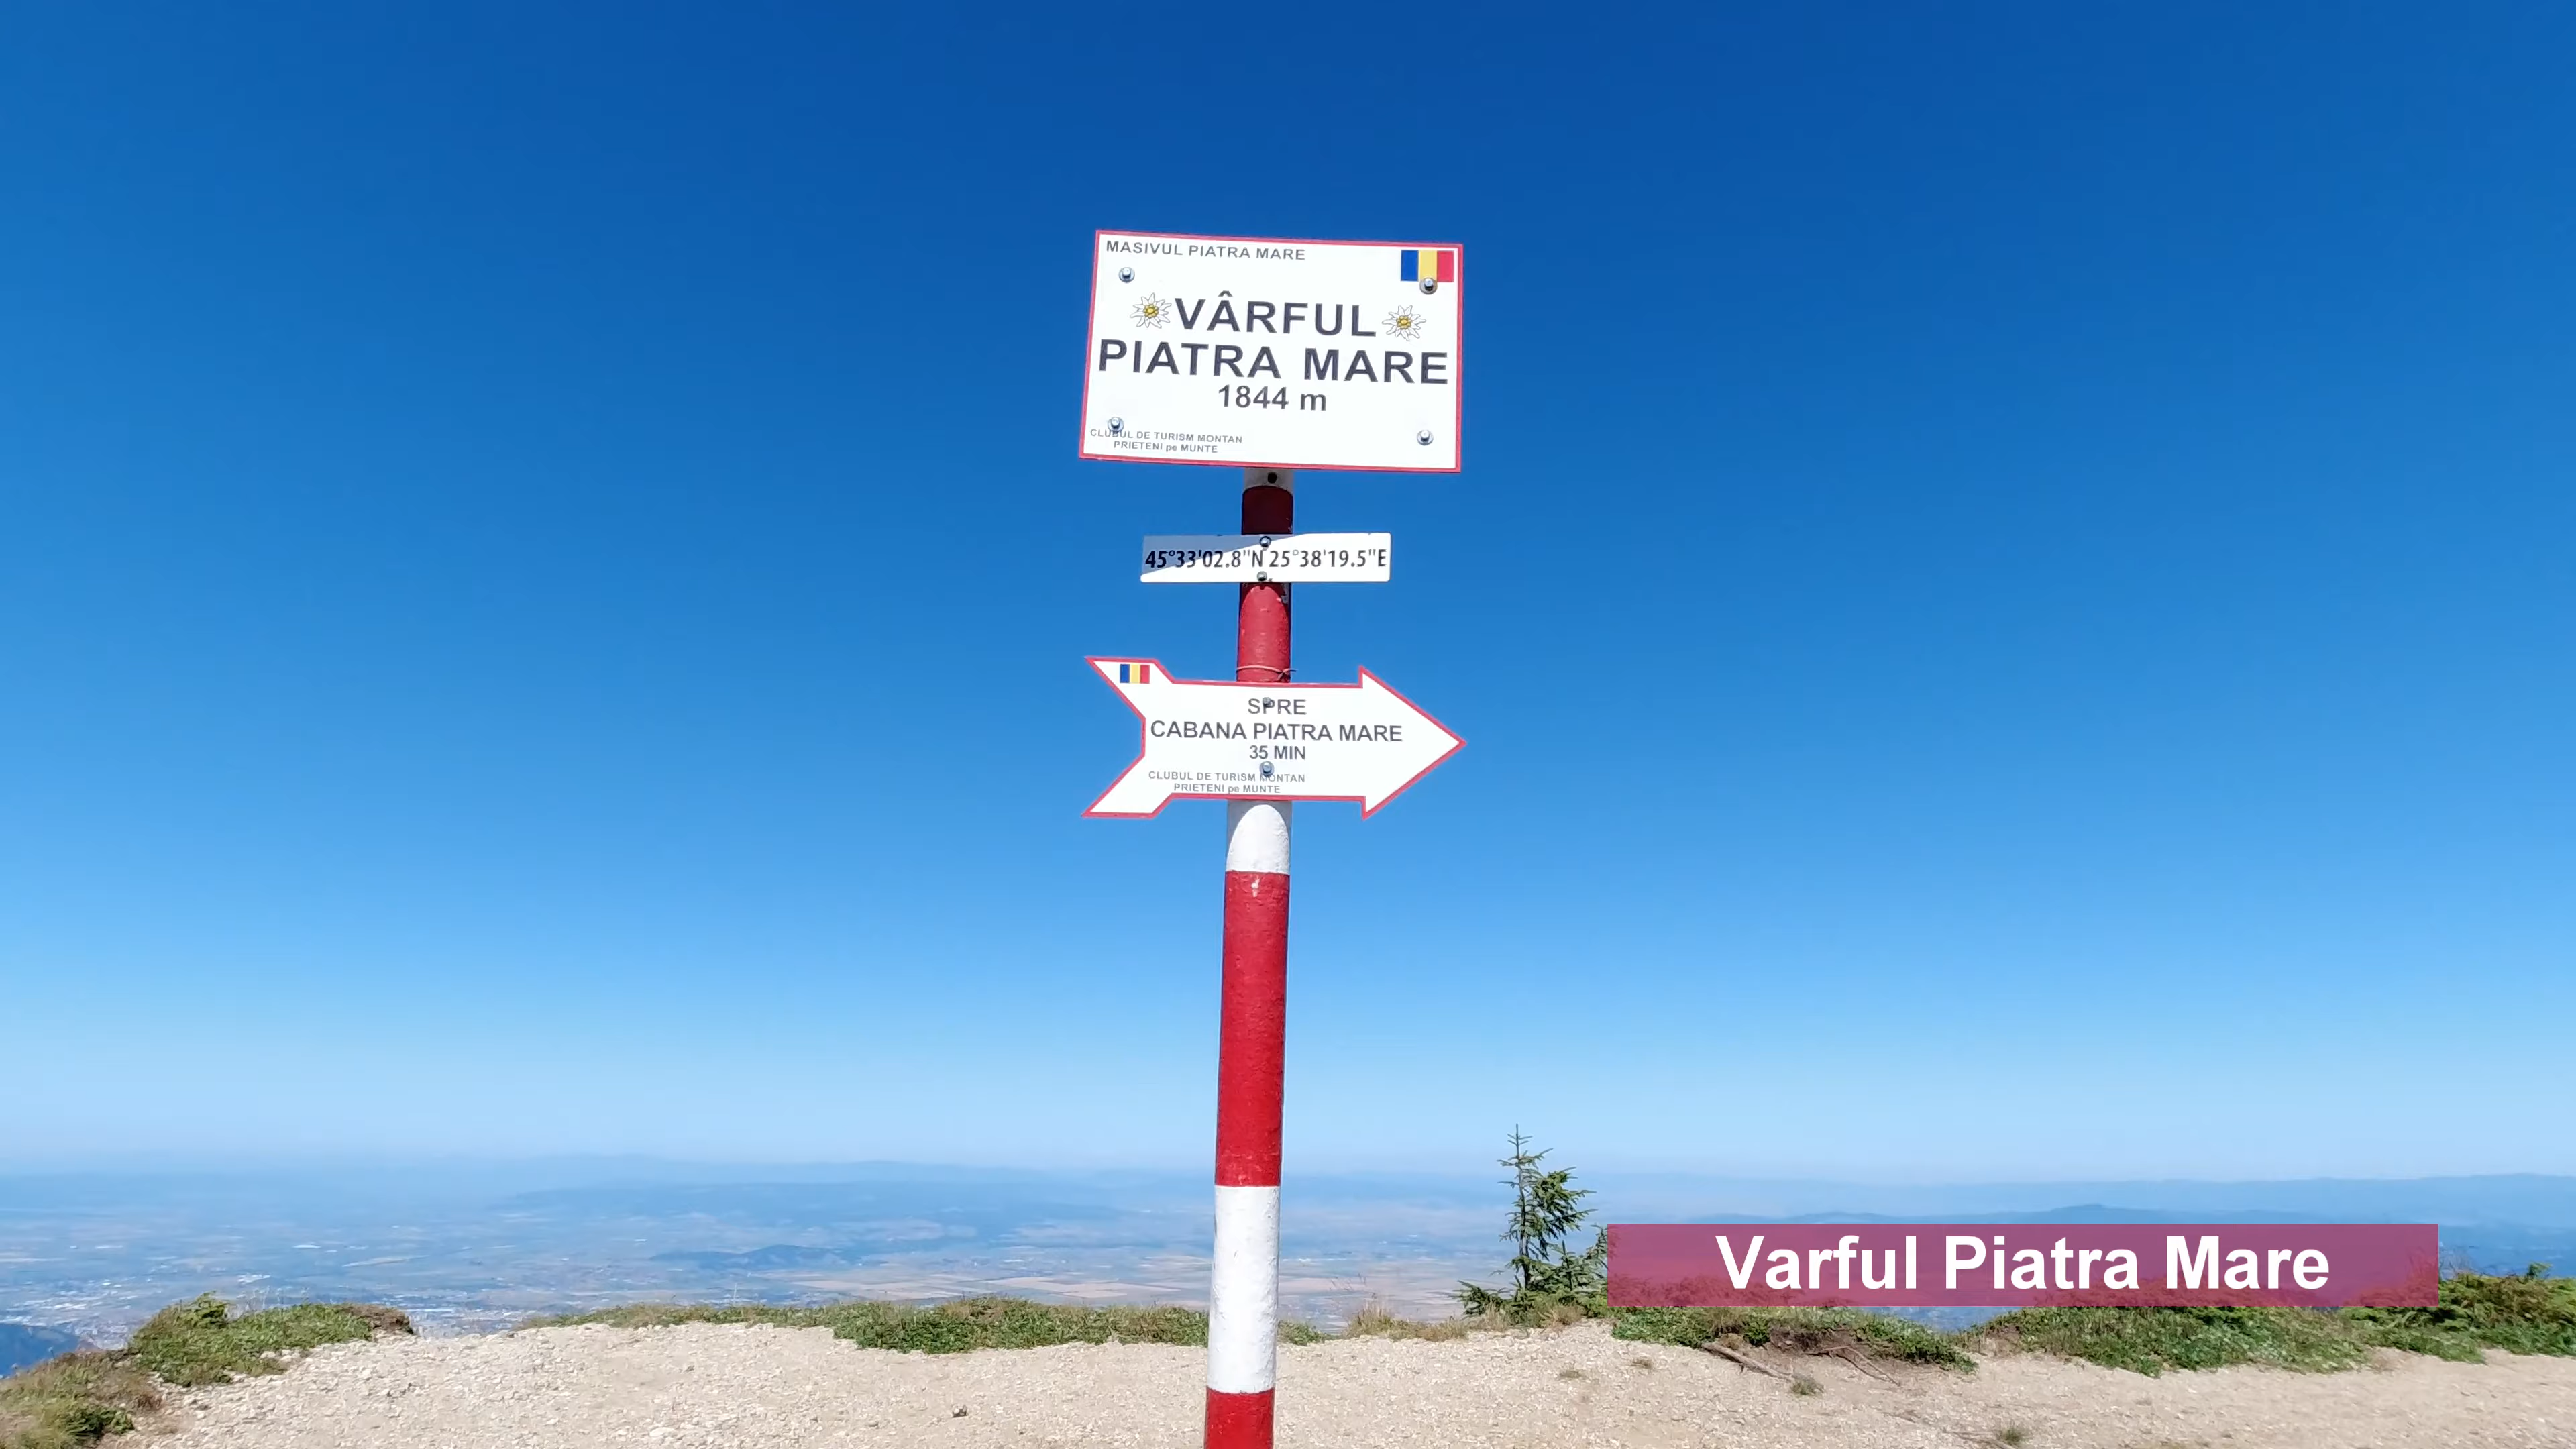 MASIVUL PIATRA MARE
VÂRFUL
PIATRA MARE
1844 m
CLUBUL DE TURISM MONTAN
PRIETENI pe MUNTE
45°33'02.8"N 25°38'19.5"E
SPRE
CABANA PIATRA MARE
35 MIN
CLUBUL DE TURISM MONTAN
PRIETENI pe MUNTE
Varful Piatra Mare